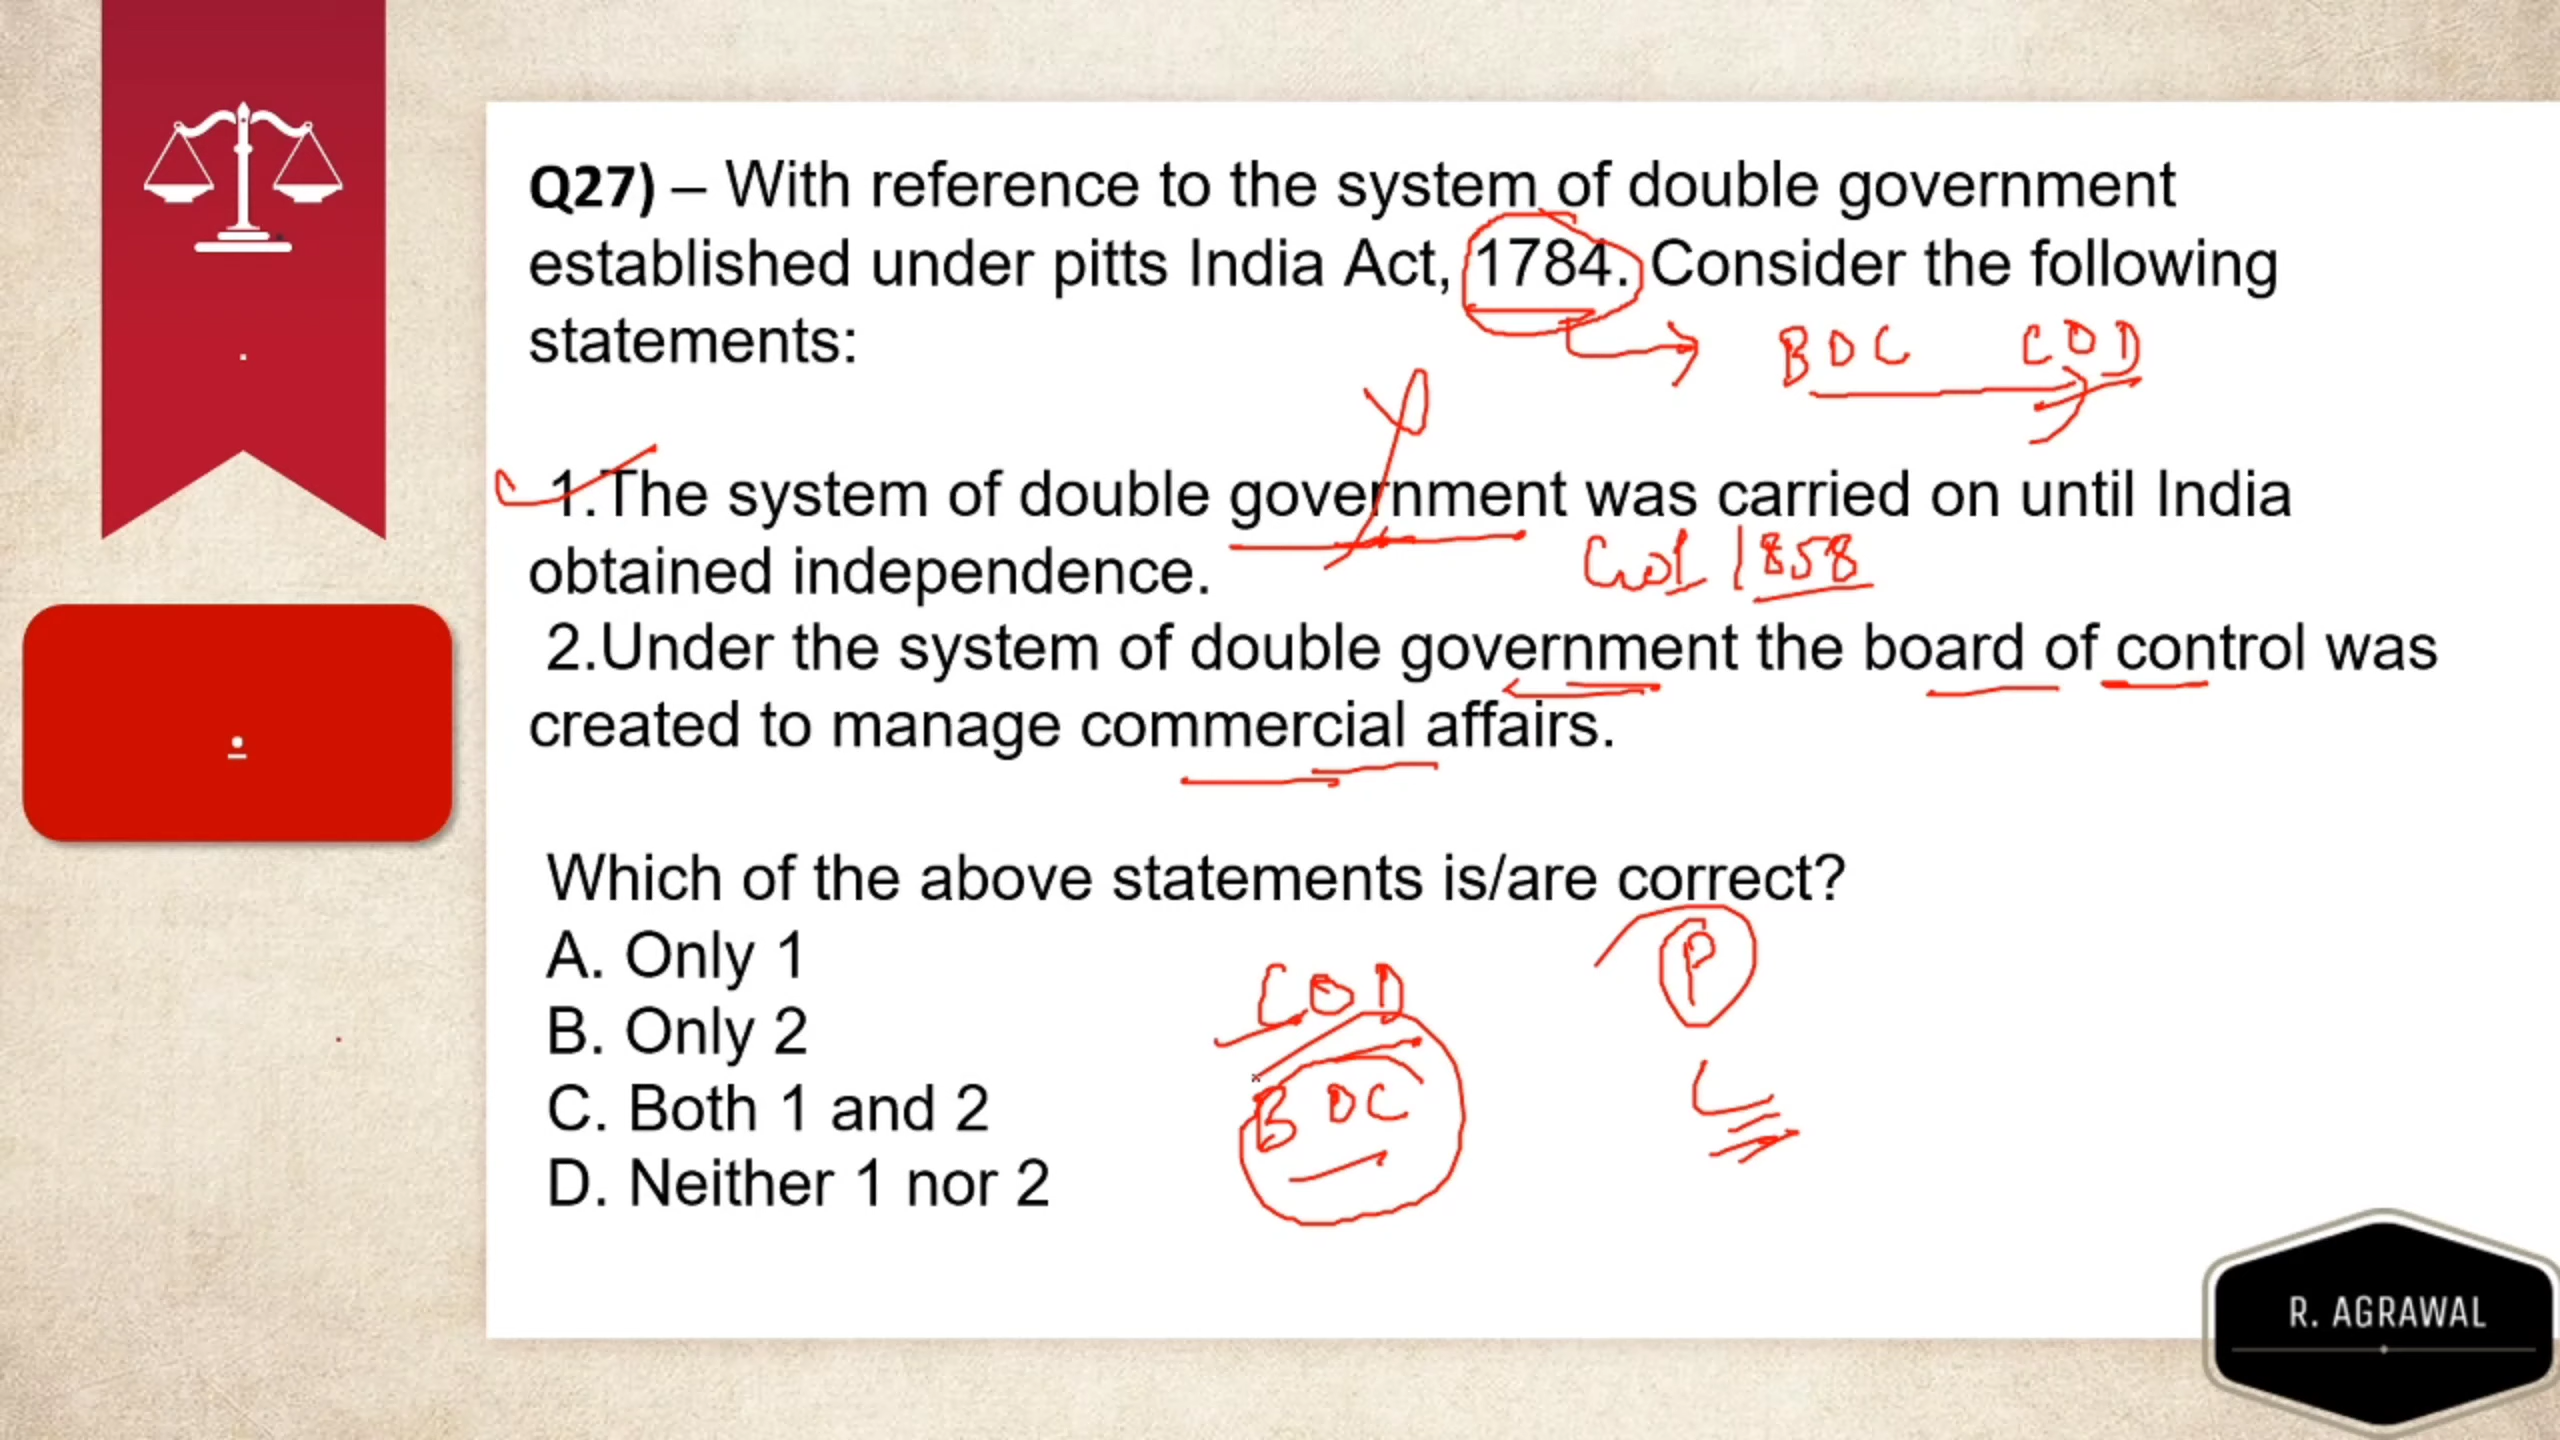 Q27) – With reference to the system of double government
established under pitts India Act, 1784. Consider the following
statements:
BOC COD
1.The system of double government was carried on until India
obtained independence.
GoI 1858
2.Under the system of double government the board of control was
created to manage commercial affairs.
Which of the above statements is/are correct?
A. Only 1
B. Only 2
C. Both 1 and 2
D. Neither 1 nor 2
COD
BOC
P
R. AGRAWAL